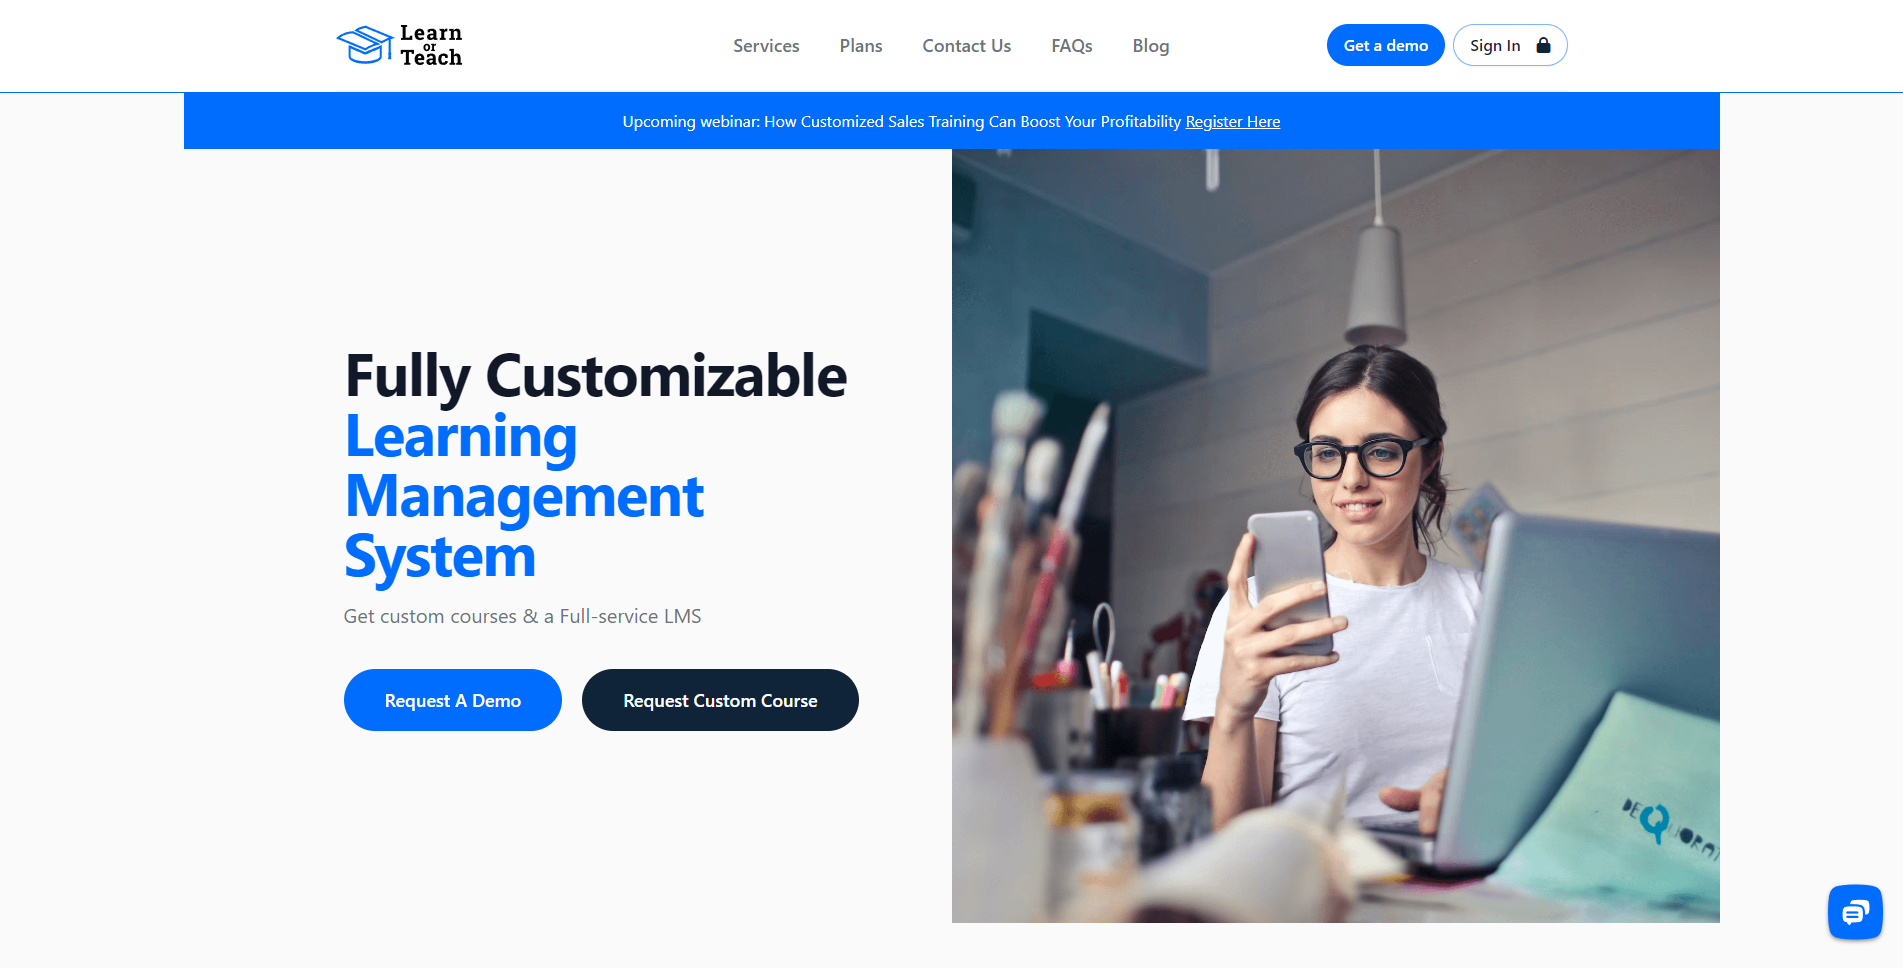 Learn
or
Teach
Services
Plans
Contact Us
FAQs
Blog
Get a demo
Sign In
Upcoming webinar: How Customized Sales Training Can Boost Your Profitability Register Here
Fully Customizable
Learning
Management
System
Get custom courses & a Full-service LMS
Request A Demo
Request Custom Course